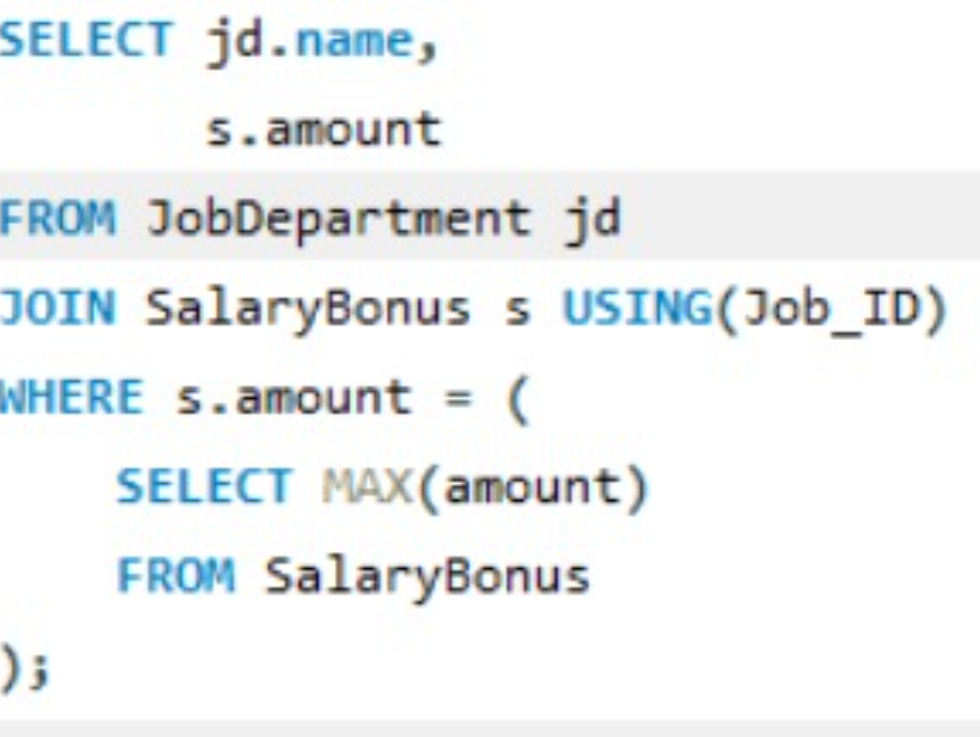 SELECT jd.name,
       s.amount
FROM JobDepartment jd
JOIN SalaryBonus s USING(Job_ID)
WHERE s.amount = (
    SELECT MAX(amount)
    FROM SalaryBonus
);